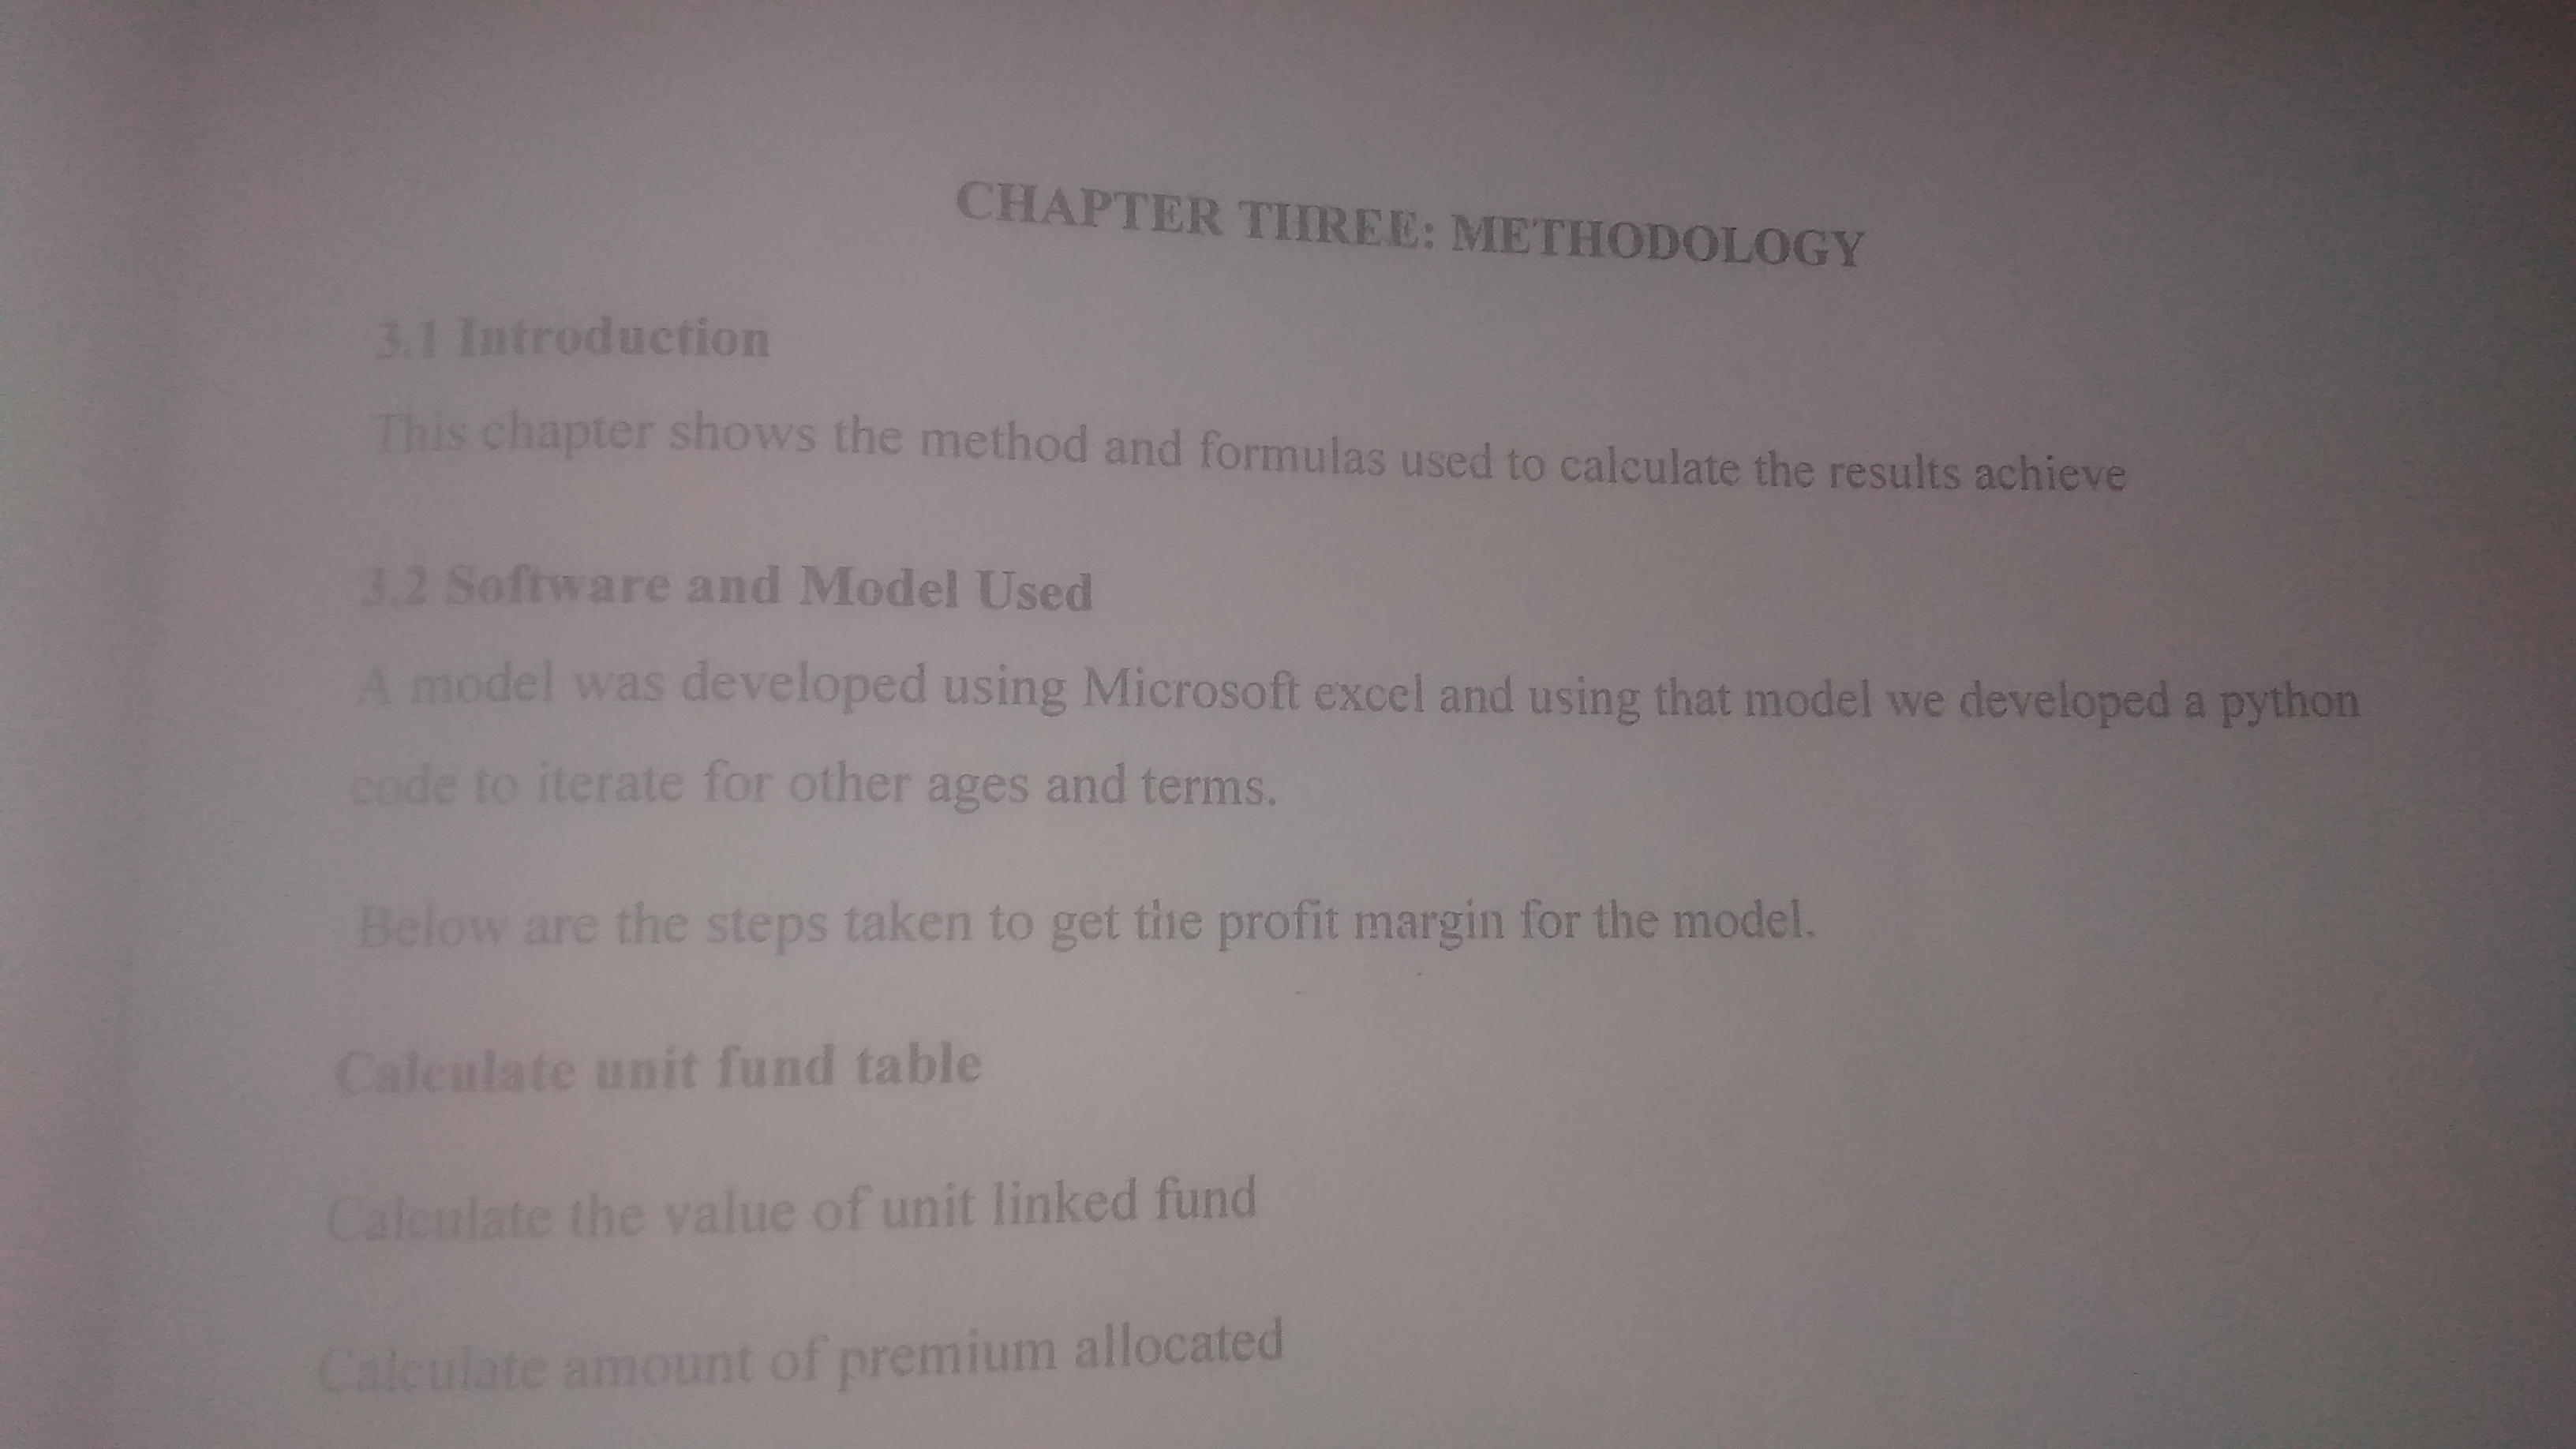 CHAPTER THREE: METHODOLOGY
3.1 Introduction
This chapter shows the method and formulas used to calculate the results achieve
3.2 Software and Model Used
A model was developed using Microsoft excel and using that model we developed a python
code to iterate for other ages and terms.
Below are the steps taken to get the profit margin for the model.
Calculate unit fund table
Calculate the value of unit linked fund
Calculate amount of premium allocated